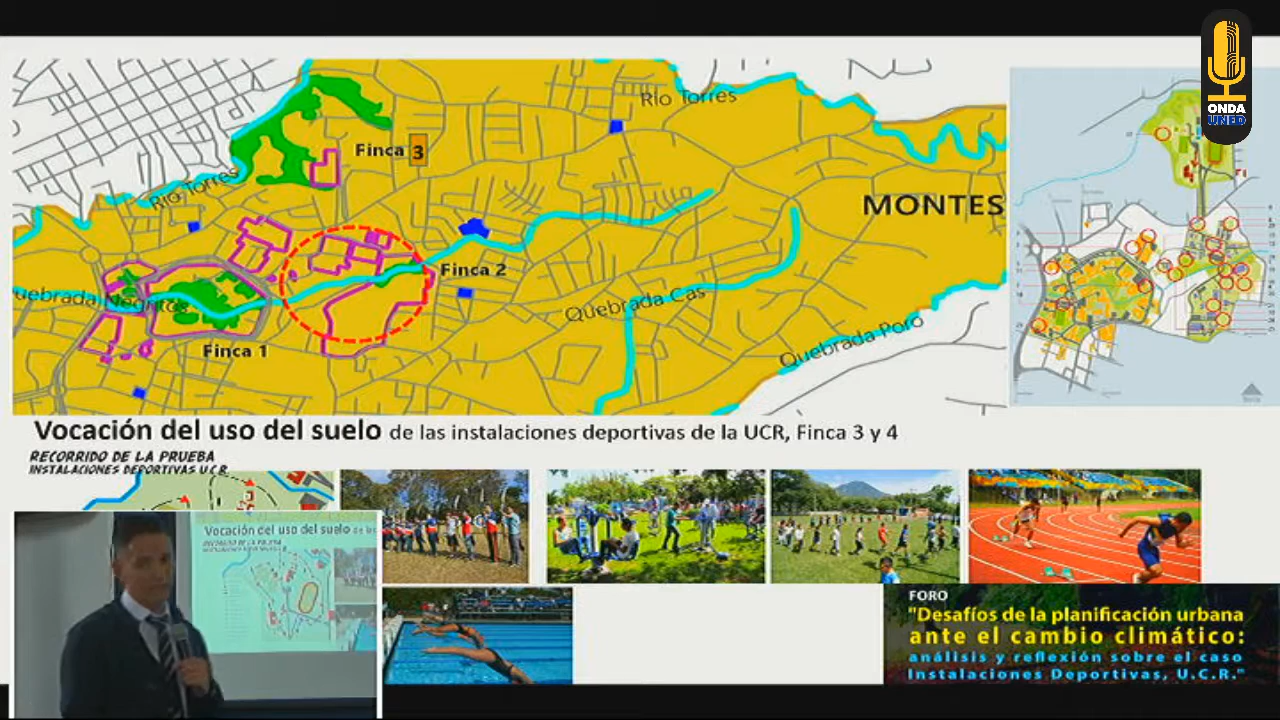 ONDA
UNED
Río Torres
Finca 3
Río Torres
MONTES
Finca 2
Quebrada Negritos
Quebrada Cas
Quebrada Poró
Finca 1
Vocación del uso del suelo de las instalaciones deportivas de la UCR, Finca 3 y 4
RECORRIDO DE LA PRUEBA
INSTALACIONES DEPORTIVAS U.C.R.
Vocación del uso del suelo de las
FORO
"Desafíos de la planificación urbana
ante el cambio climático:
análisis y reflexión sobre el caso
Instalaciones Deportivas, U.C.R."